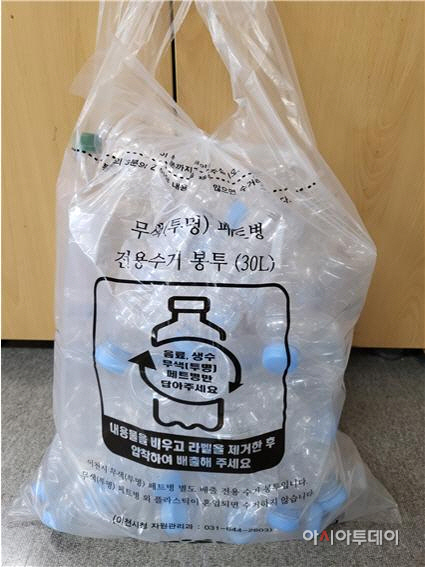 무색(투명) 페트병
전용수거 봉투 (30L)
음료, 생수
무색(투명)
페트병만
담아주세요
내용물을 비우고 라벨을 제거한 후
압착하여 배출해 주세요
이천시 무색(투명) 페트병 별도 배출 전용 수거 봉투입니다.
무색(투명) 페트병 외 플라스틱이 혼입되면 수거하지 않습니다.
(이천시청 자원관리과 : 031-644-2803)
아시아투데이